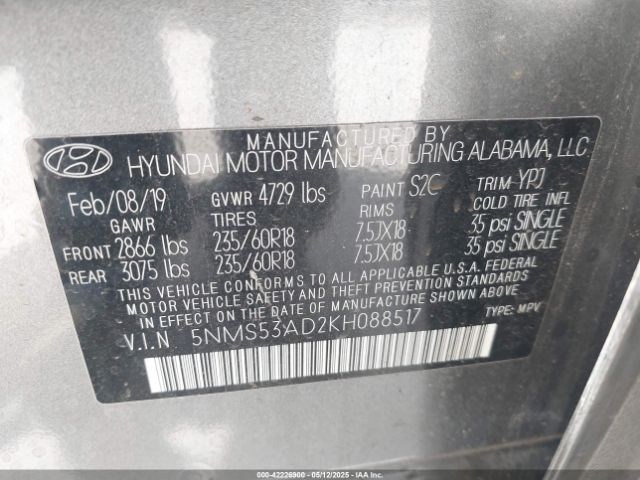 MANUFACTURED BY
HYUNDAI MOTOR MANUFACTURING ALABAMA, LLC.
Feb/08/19 GVWR 4729 lbs PAINT S2C TRIM YPJ
GAWR TIRES RIMS COLD TIRE INFL
FRONT 2866 lbs 235/60R18 7.5JX18 35 psi SINGLE
REAR 3075 lbs 235/60R18 7.5JX18 35 psi SINGLE
THIS VEHICLE CONFORMS TO ALL APPLICABLE U.S.A. FEDERAL
MOTOR VEHICLE SAFETY, BUMPER, AND THEFT PREVENTION STANDARDS
IN EFFECT ON THE DATE OF MANUFACTURE SHOWN ABOVE.
V.I.N 5NMS53AD2KH088517 TYPE: MPV
000-42226900 - 05/12/2025 - IAAI.COM